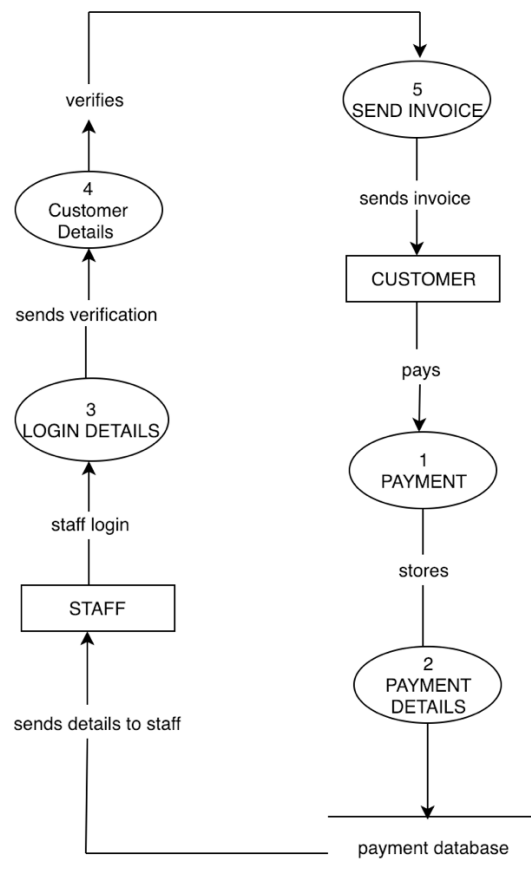 5
SEND INVOICE
verifies
4
Customer
Details
sends invoice
CUSTOMER
sends verification
pays
3
LOGIN DETAILS
1
PAYMENT
staff login
stores
STAFF
2
PAYMENT
DETAILS
sends details to staff
payment database